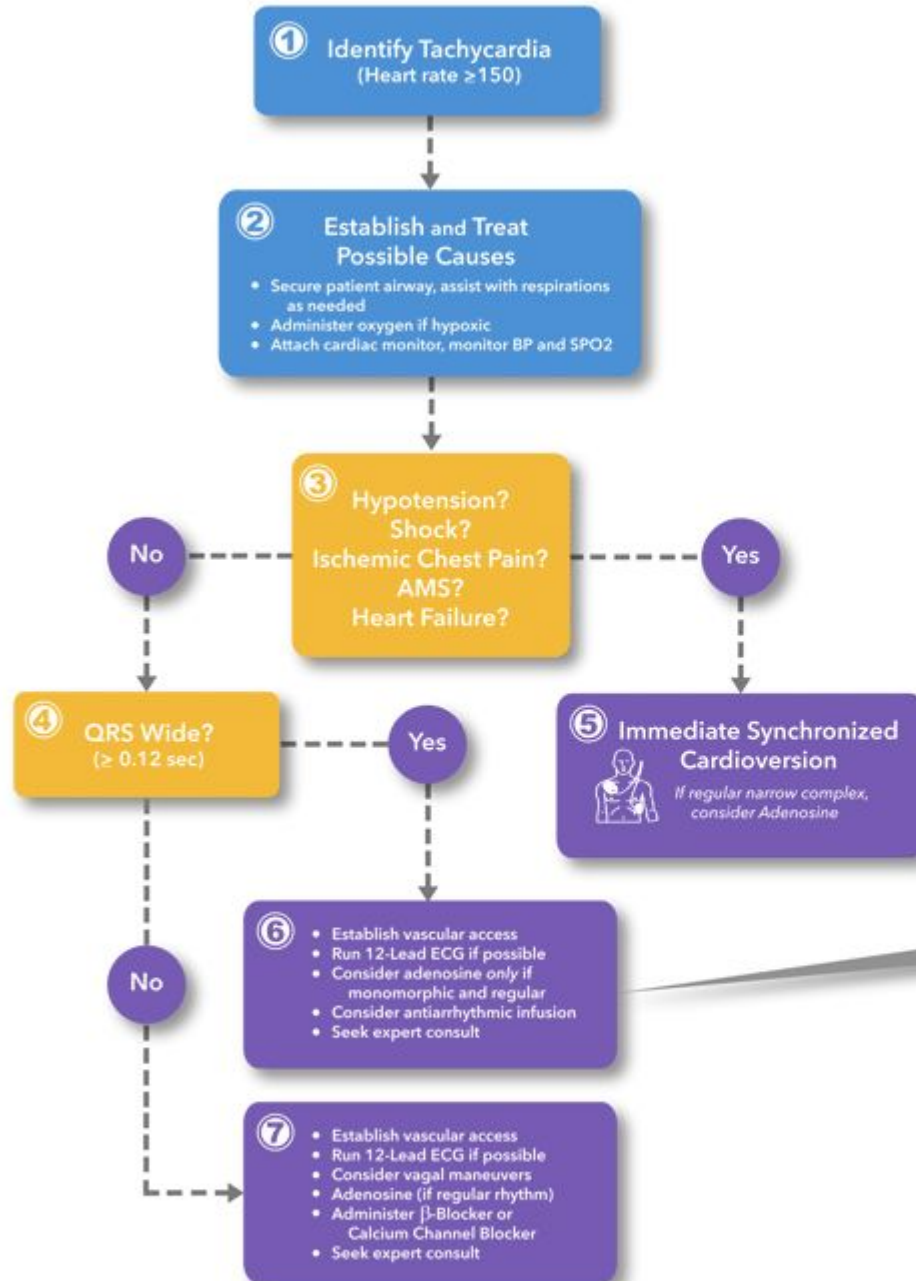 1
Identify Tachycardia
(Heart rate ≥150)
2
Establish and Treat
Possible Causes
• Secure patient airway, assist with respirations
as needed
• Administer oxygen if hypoxic
• Attach cardiac monitor, monitor BP and SPO2
3
Hypotension?
Shock?
Ischemic Chest Pain?
AMS?
Heart Failure?
No
Yes
4
QRS Wide?
(≥ 0.12 sec)
Yes
5
Immediate Synchronized
Cardioversion
If regular narrow complex,
consider Adenosine
No
6
• Establish vascular access
• Run 12-Lead ECG if possible
• Consider adenosine only if
monomorphic and regular
• Consider antiarrhythmic infusion
• Seek expert consult
7
• Establish vascular access
• Run 12-Lead ECG if possible
• Consider vagal maneuvers
• Adenosine (if regular rhythm)
• Administer β-Blocker or
Calcium Channel Blocker
• Seek expert consult